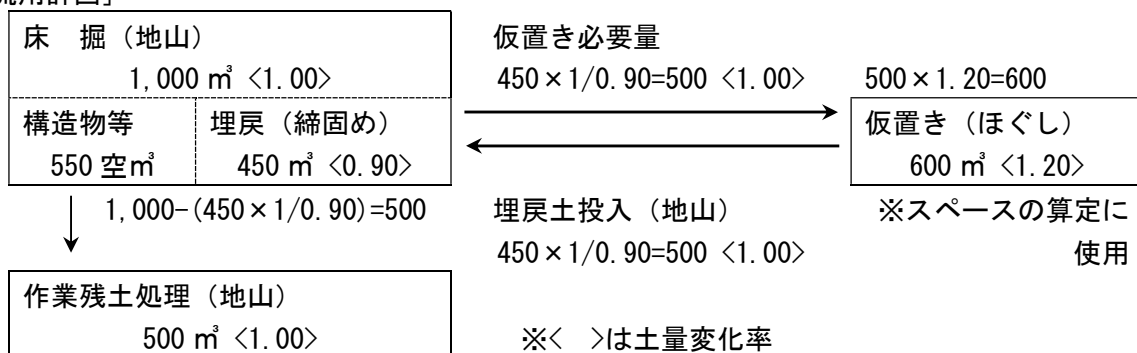 床　掘（地山）
1,000 ㎥ <1.00>
構造物等
550 空㎥
埋戻（締固め）
450 ㎥ <0.90>
仮置き必要量
450×1/0.90=500 <1.00>
500×1.20=600
仮置き（ほぐし）
600 ㎥ <1.20>
1,000-(450×1/0.90)=500
埋戻土投入（地山）
450×1/0.90=500 <1.00>
※スペースの算定に
使用
作業残土処理（地山）
500 ㎥ <1.00>
※<　>は土量変化率